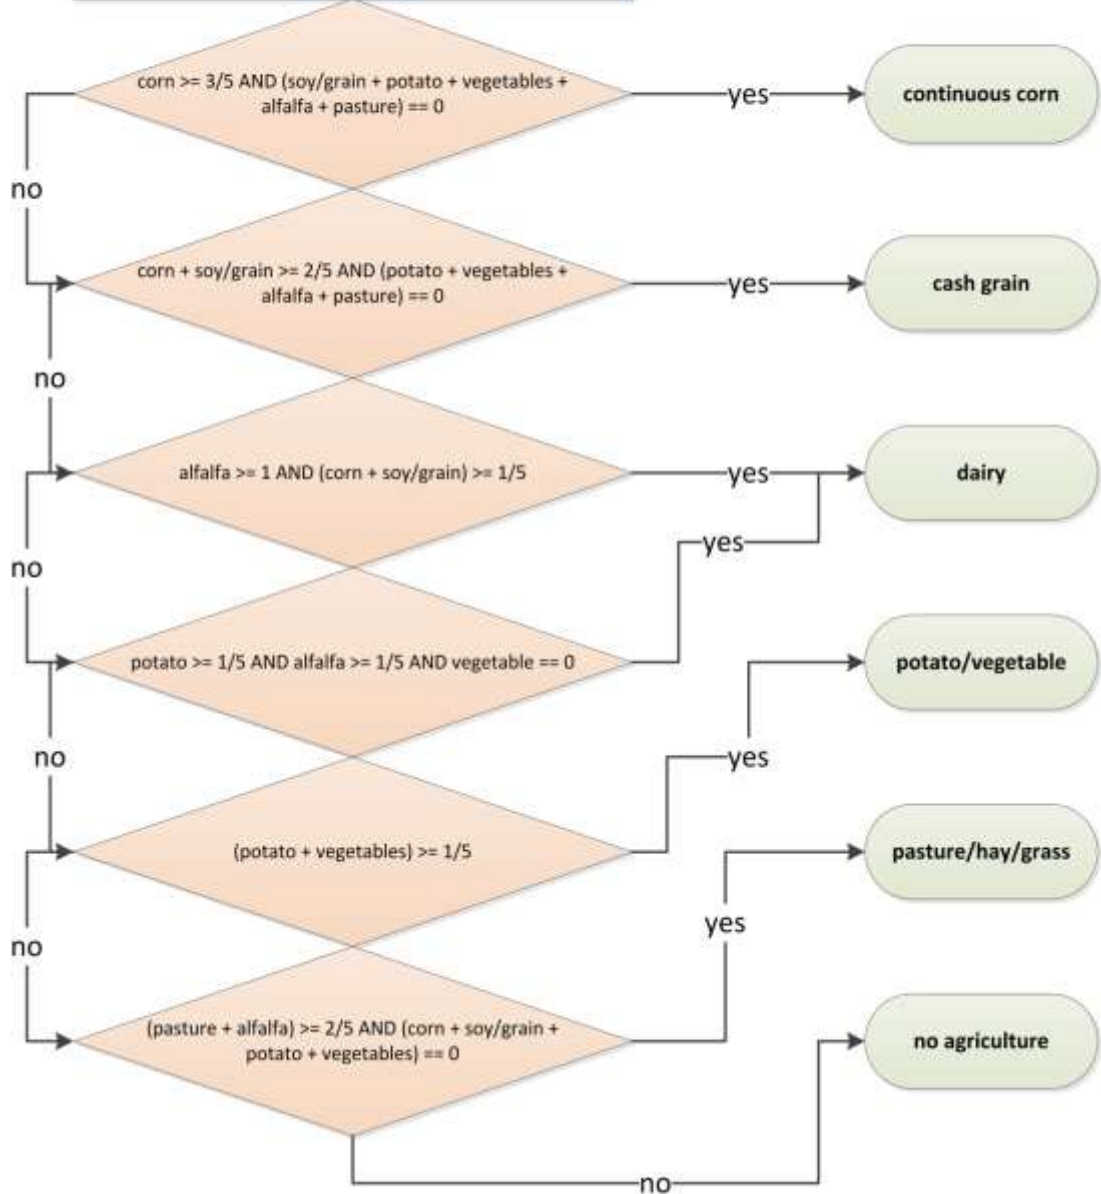 corn >= 3/5 AND (soy/grain + potato + vegetables +
alfalfa + pasture) == 0
yes
continuous corn
no
corn + soy/grain >= 2/5 AND (potato + vegetables +
alfalfa + pasture) == 0
yes
cash grain
no
alfalfa >= 1 AND (corn + soy/grain) >= 1/5
yes
dairy
yes
no
potato >= 1/5 AND alfalfa >= 1/5 AND vegetable == 0
potato/vegetable
no
yes
(potato + vegetables) >= 1/5
pasture/hay/grass
yes
no
(pasture + alfalfa) >= 2/5 AND (corn + soy/grain +
potato + vegetables) == 0
no agriculture
no